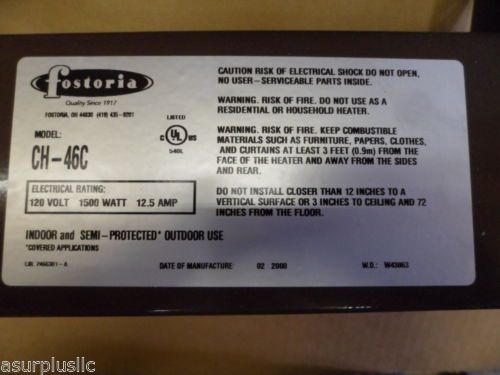 fostoria
Quality Since 1917
FOSTORIA, OH 44830 (419) 435-9201
MODEL:
CH-46C
LISTED
C UL US
540L
ELECTRICAL RATING:
120 VOLT 1500 WATT 12.5 AMP
INDOOR and SEMI-PROTECTED* OUTDOOR USE
*COVERED APPLICATIONS
CAUTION RISK OF ELECTRICAL SHOCK DO NOT OPEN,
NO USER-SERVICEABLE PARTS INSIDE.
WARNING. RISK OF FIRE. DO NOT USE AS A
RESIDENTIAL OR HOUSEHOLD HEATER.
WARNING. RISK OF FIRE. KEEP COMBUSTIBLE
MATERIALS SUCH AS FURNITURE, PAPERS, CLOTHES,
AND CURTAINS AT LEAST 3 FEET (0.9m) FROM THE
FACE OF THE HEATER AND AWAY FROM THE SIDES
AND REAR.
DO NOT INSTALL CLOSER THAN 12 INCHES TO A
VERTICAL SURFACE OR 3 INCHES TO CEILING AND 72
INCHES FROM THE FLOOR.
LBL 7466301-A
DATE OF MANUFACTURE: 02 2008
W.O.: W43863
asurplusllc